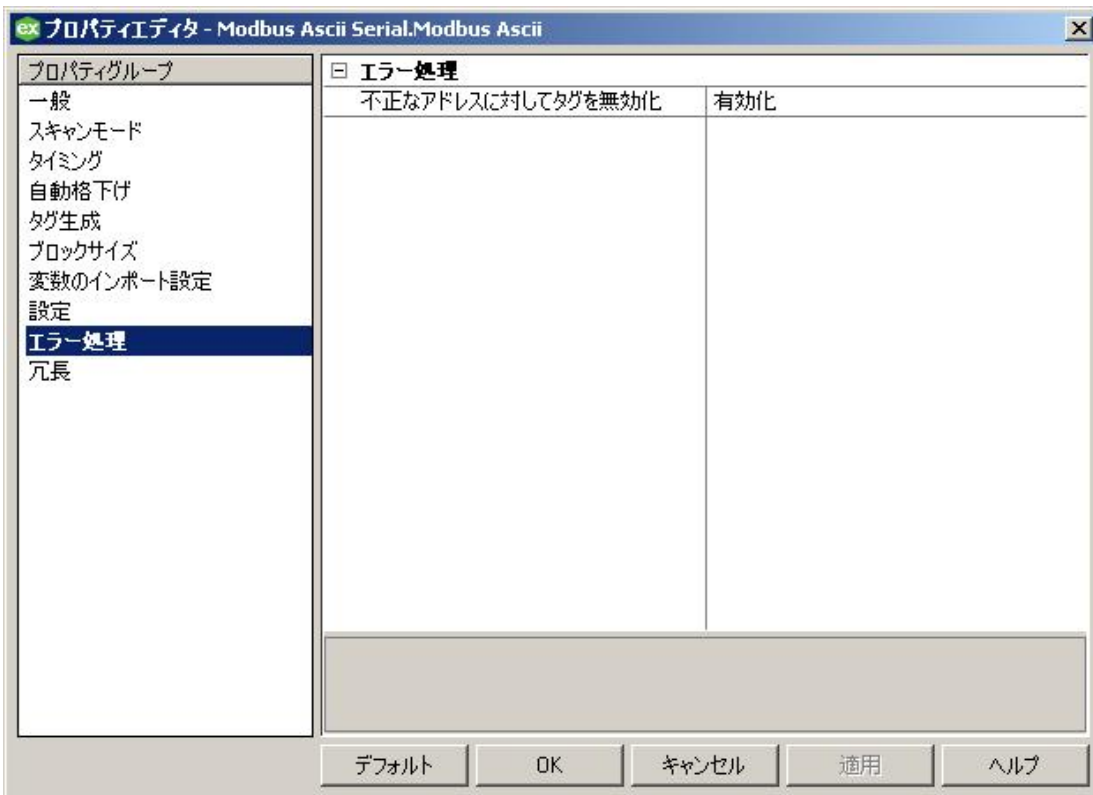 ex プロパティエディタ - Modbus Ascii Serial.Modbus Ascii
プロパティグループ
一般
スキャンモード
タイミング
自動格下げ
タグ生成
ブロックサイズ
変数のインポート設定
設定
エラー処理
冗長
エラー処理
不正なアドレスに対してタグを無効化 有効化
デフォルト OK キャンセル 適用 ヘルプ